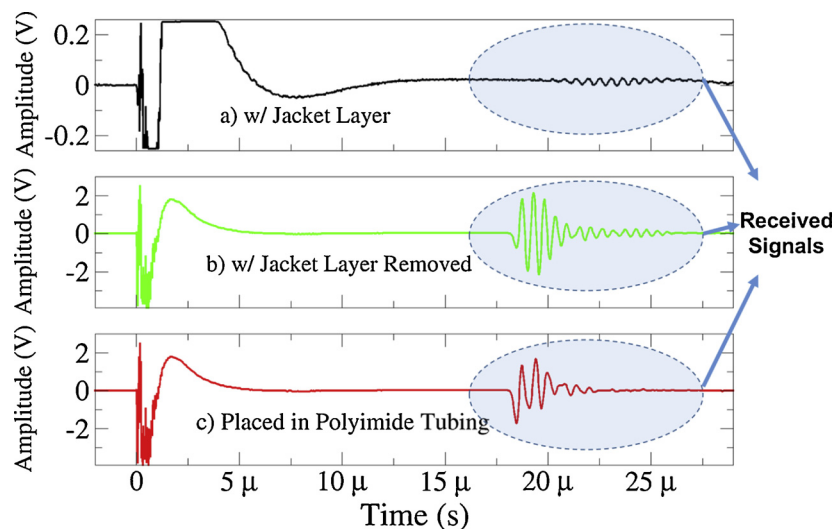 Amplitude (V)
0.2
0
-0.2
a) w/ Jacket Layer
Amplitude (V)
2
0
-2
b) w/ Jacket Layer Removed
Received
Signals
Amplitude (V)
2
0
-2
c) Placed in Polyimide Tubing
0 5 μ 10 μ 15 μ 20 μ 25 μ
Time (s)